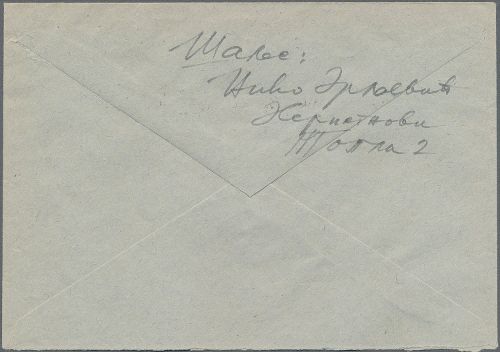 Шаље:
Нико
Херцегнови
Топла 2